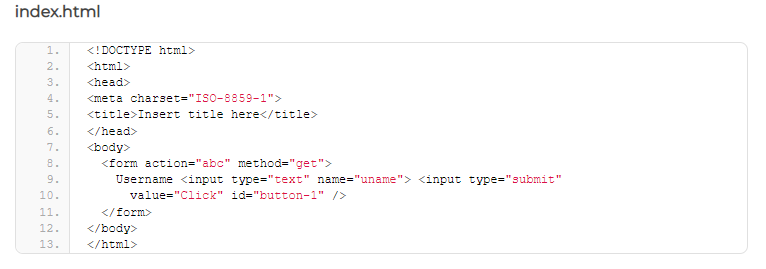 index.html
1. <!DOCTYPE html>
2. <html>
3. <head>
4. <meta charset="ISO-8859-1">
5. <title>Insert title here</title>
6. </head>
7. <body>
8.   <form action="abc" method="get">
9.     Username <input type="text" name="uname"> <input type="submit"
10.       value="Click" id="button-1" />
11.   </form>
12. </body>
13. </html>